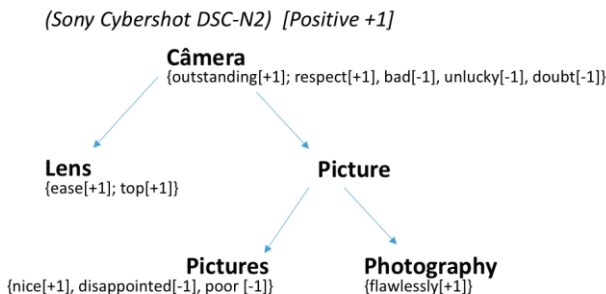 (Sony Cybershot DSC-N2)  [Positive +1]
Câmera
{outstanding[+1]; respect[+1], bad[-1], unlucky[-1], doubt[-1]}
Lens
{ease[+1]; top[+1]}
Picture
Pictures
{nice[+1], disappointed[-1], poor [-1]}
Photography
{flawlessly[+1]}